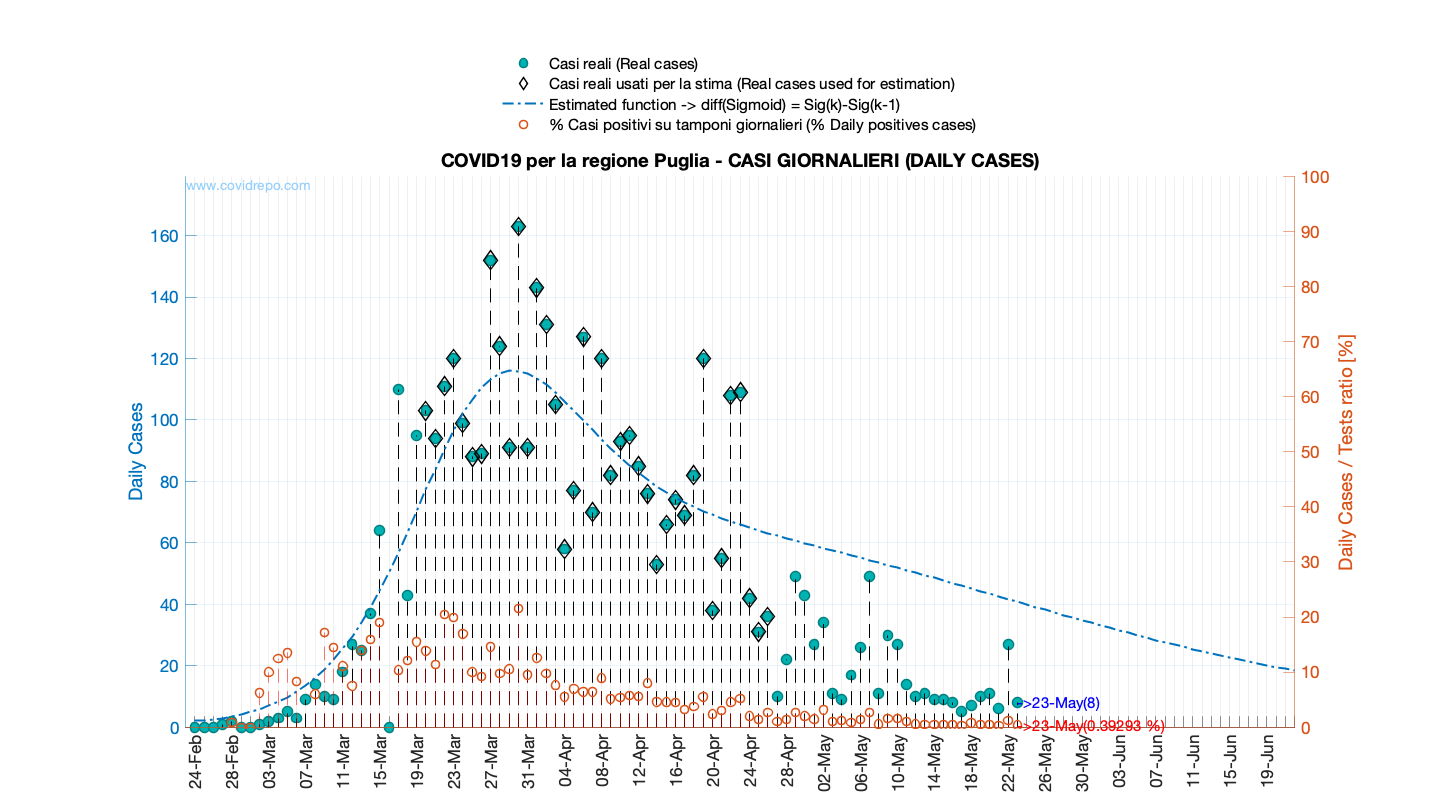 Casi reali (Real cases)
Casi reali usati per la stima (Real cases used for estimation)
Estimated function -> diff(Sigmoid) = Sig(k)-Sig(k-1)
% Casi positivi su tamponi giornalieri (% Daily positives cases)
COVID19 per la regione Puglia - CASI GIORNALIERI (DAILY CASES)
www.covidrepo.com
Daily Cases
160
140
120
100
80
60
40
20
0
100
90
80
70
60
50
40
30
20
10
0
Daily Cases / Tests ratio [%]
->23-May(8)
->23-May(0.39293 %)
24-Feb
28-Feb
03-Mar
07-Mar
11-Mar
15-Mar
19-Mar
23-Mar
27-Mar
31-Mar
04-Apr
08-Apr
12-Apr
16-Apr
20-Apr
24-Apr
28-Apr
02-May
06-May
10-May
14-May
18-May
22-May
26-May
30-May
03-Jun
07-Jun
11-Jun
15-Jun
19-Jun